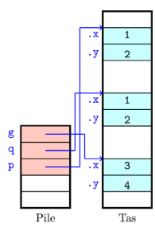 .x 1
.y 2
.x 1
.y 2
g
q
p
.x 3
.y 4
Pile Tas